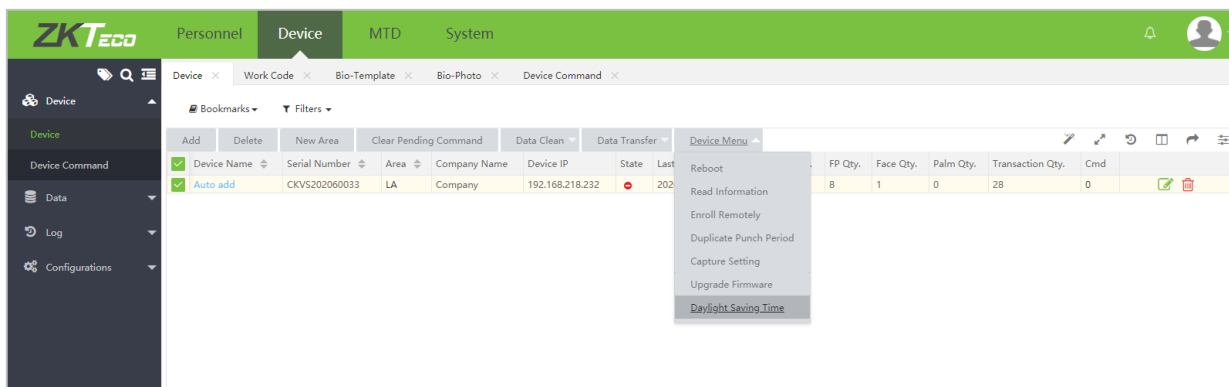 ZKTeco Personnel Device MTD System
Device Work Code Bio-Template Bio-Photo Device Command
Device
Bookmarks Filters
Device
Add Delete New Area Clear Pending Command Data Clean Data Transfer Device Menu
Device Command
Device Name Serial Number Area Company Name Device IP State Last FP Qty. Face Qty. Palm Qty. Transaction Qty. Cmd
Auto add CKVS202060033 LA Company 192.168.218.232 202 8 1 0 28 0
Data
Log
Configurations
Reboot
Read Information
Enroll Remotely
Duplicate Punch Period
Capture Setting
Upgrade Firmware
Daylight Saving Time